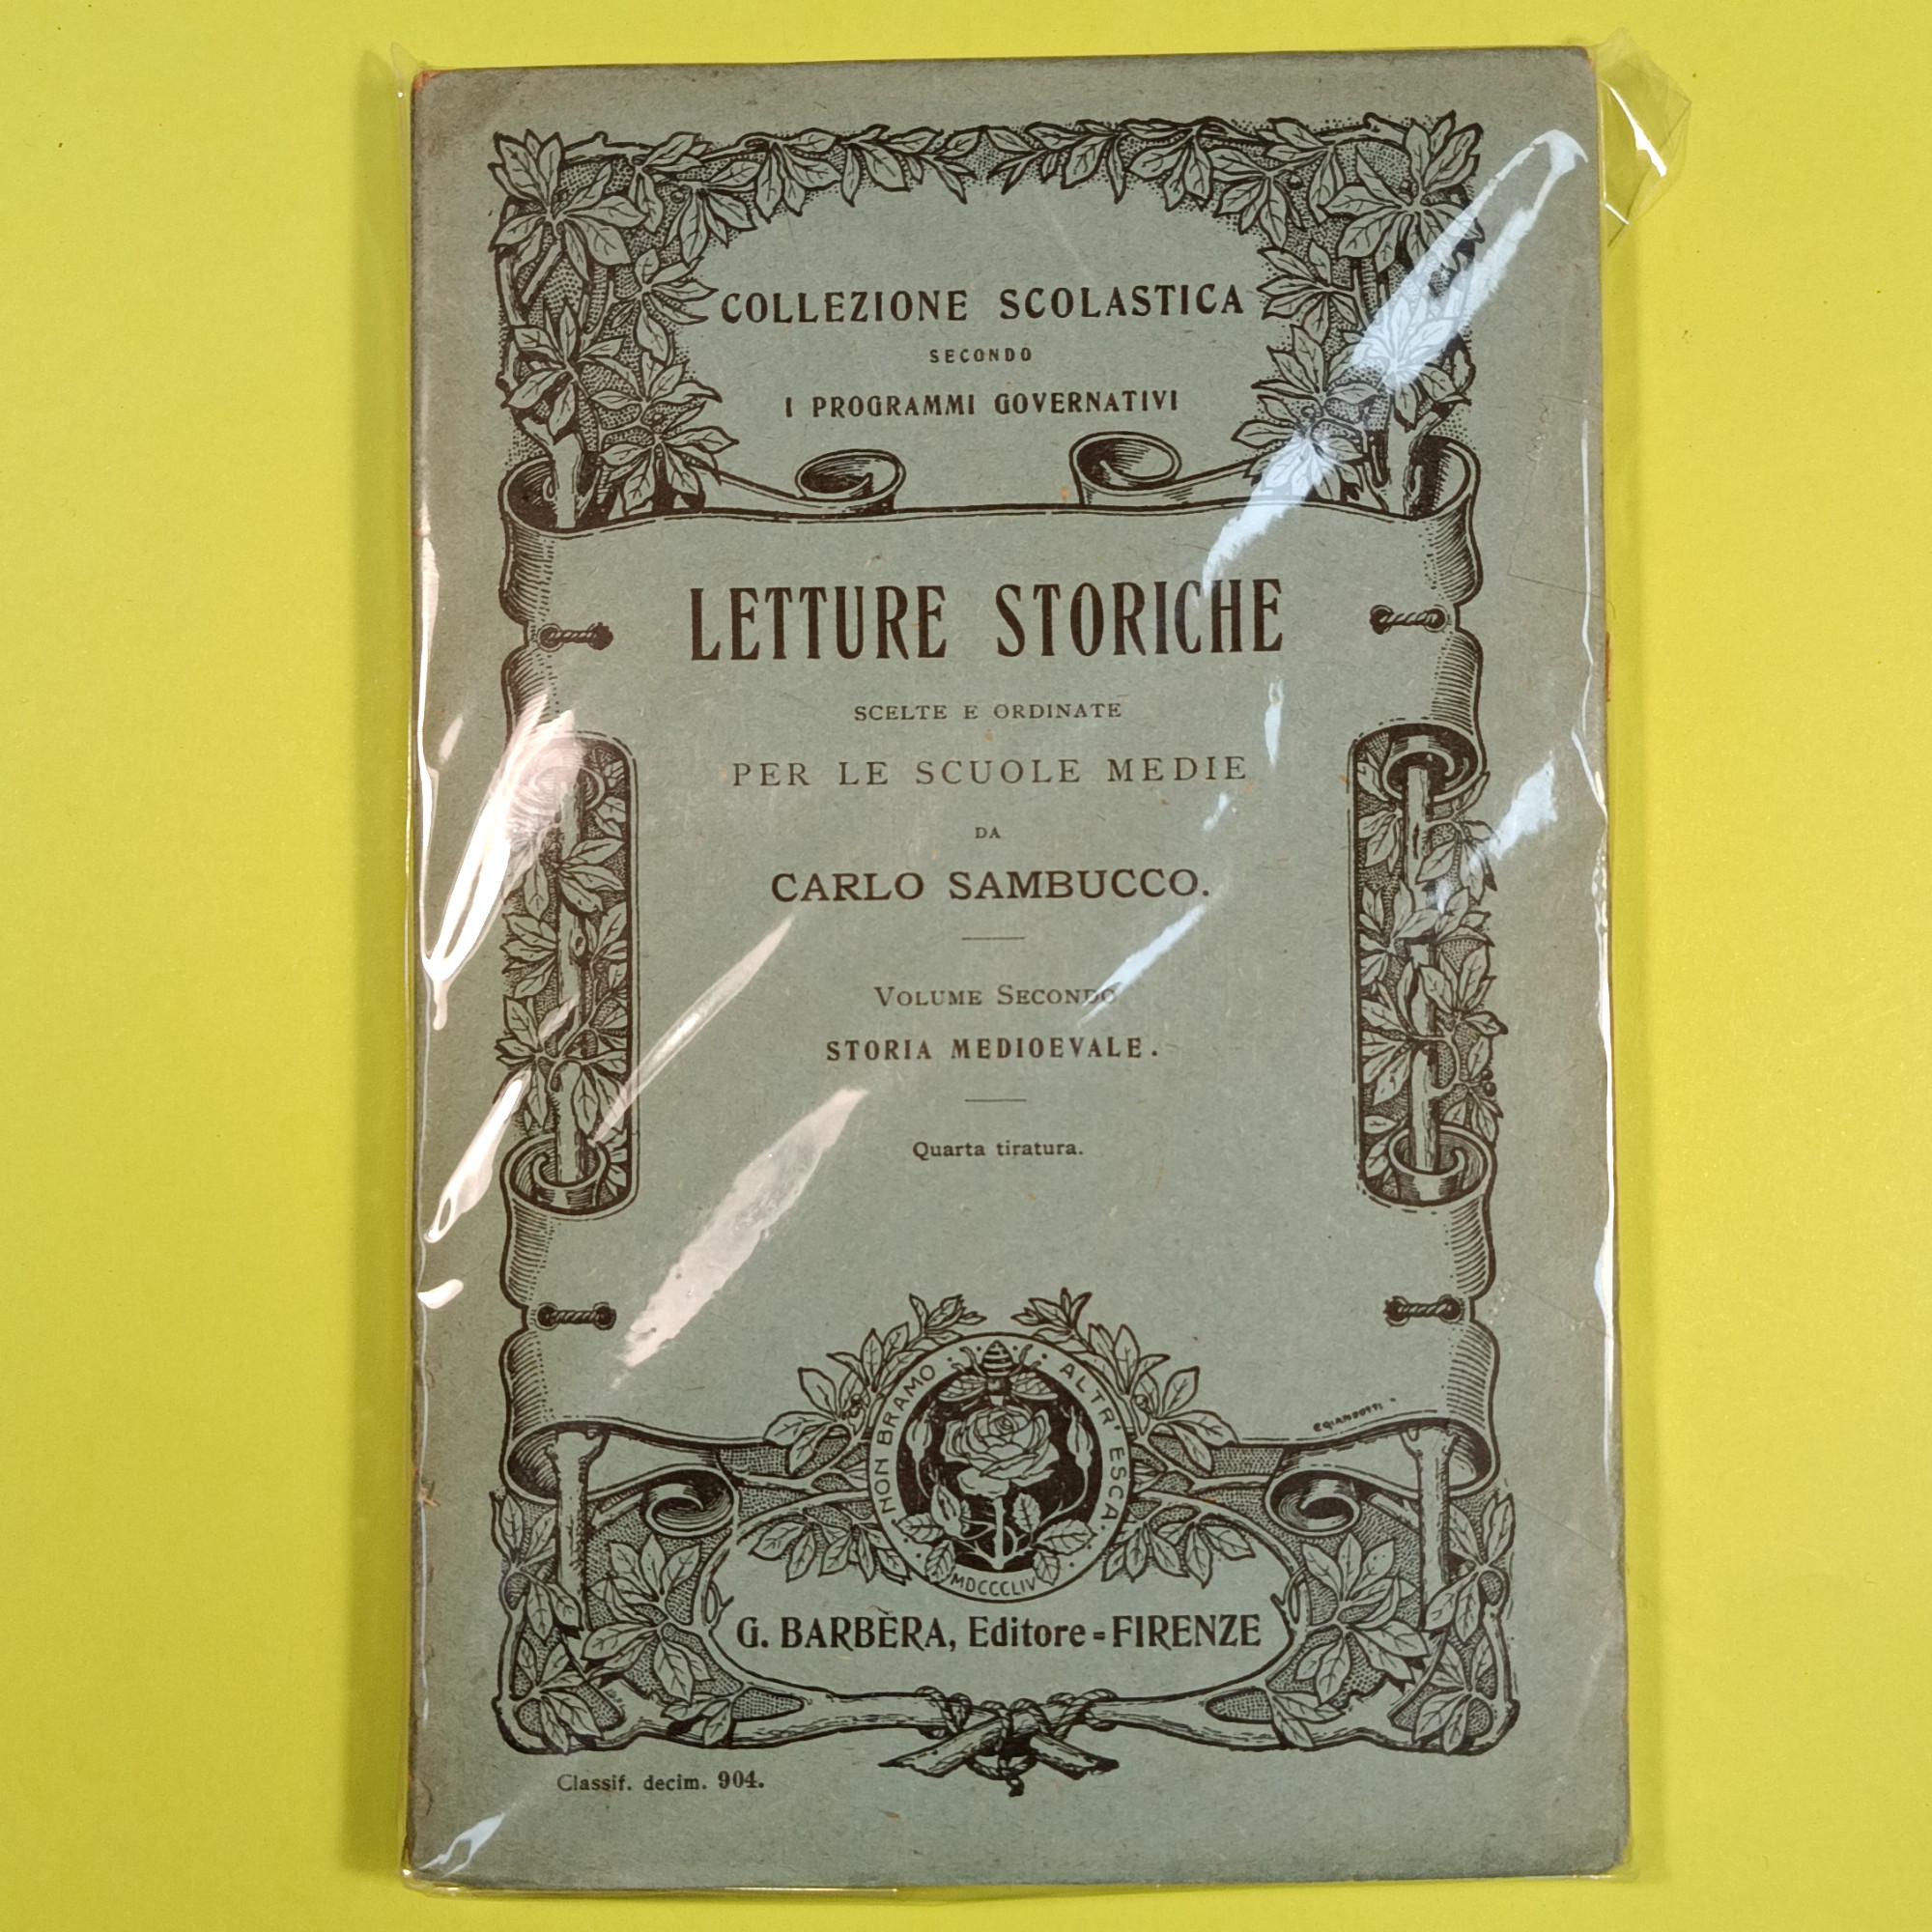 COLLEZIONE SCOLASTICA
SECONDO
I PROGRAMMI GOVERNATIVI
LETTURE STORICHE
SCELTE E ORDINATE
PER LE SCUOLE MEDIE
DA
CARLO SAMBUCCO.
VOLUME SECONDO
STORIA MEDIOEVALE.
Quarta tiratura.
NON BRAMO ALTR' ESCA
MDCCCLIV
G. BARBÈRA, Editore=FIRENZE
Classif. decim. 904.